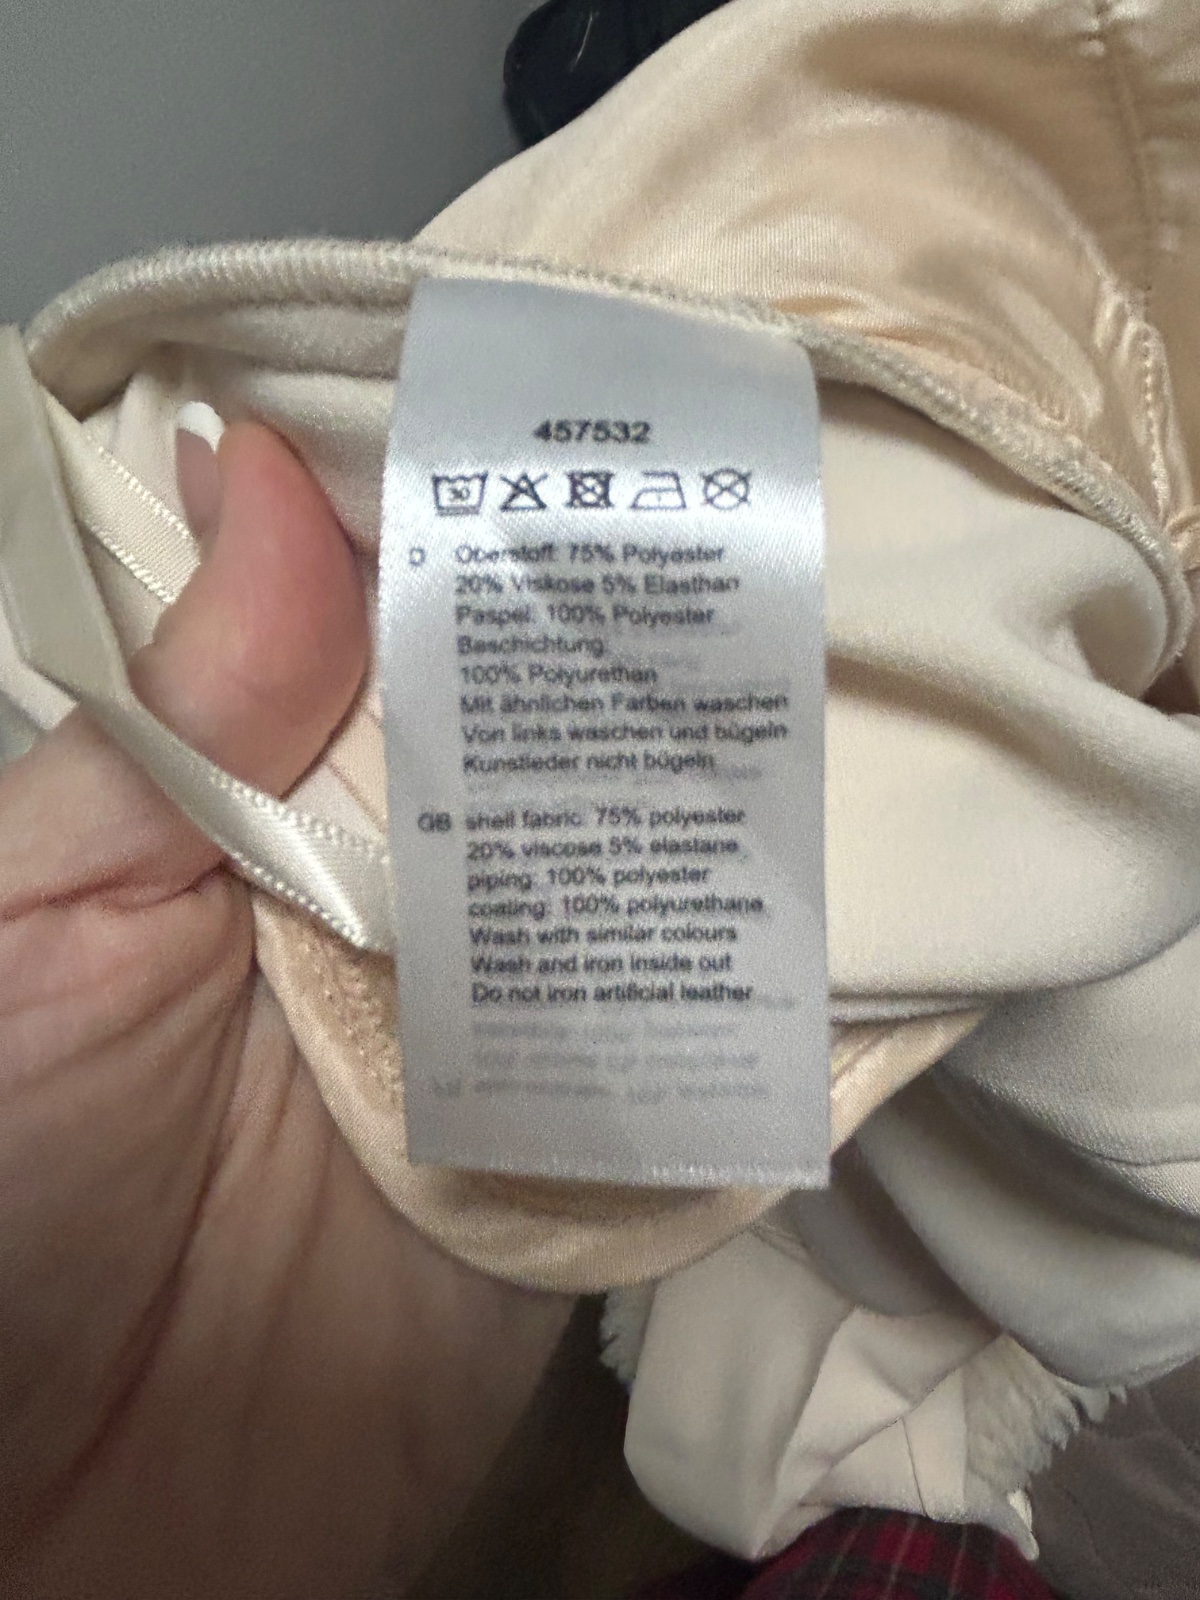 457532
30
D Oberstoff: 75% Polyester
20% Viskose 5% Elasthan
Paspel: 100% Polyester
Beschichtung:
100% Polyurethan
Mit ähnlichen Farben waschen
Von links waschen und bügeln
Kunstleder nicht bügeln
GB shell fabric: 75% polyester
20% viscose 5% elastane
piping: 100% polyester
coating: 100% polyurethane
Wash with similar colours
Wash and iron inside out
Do not iron artificial leather